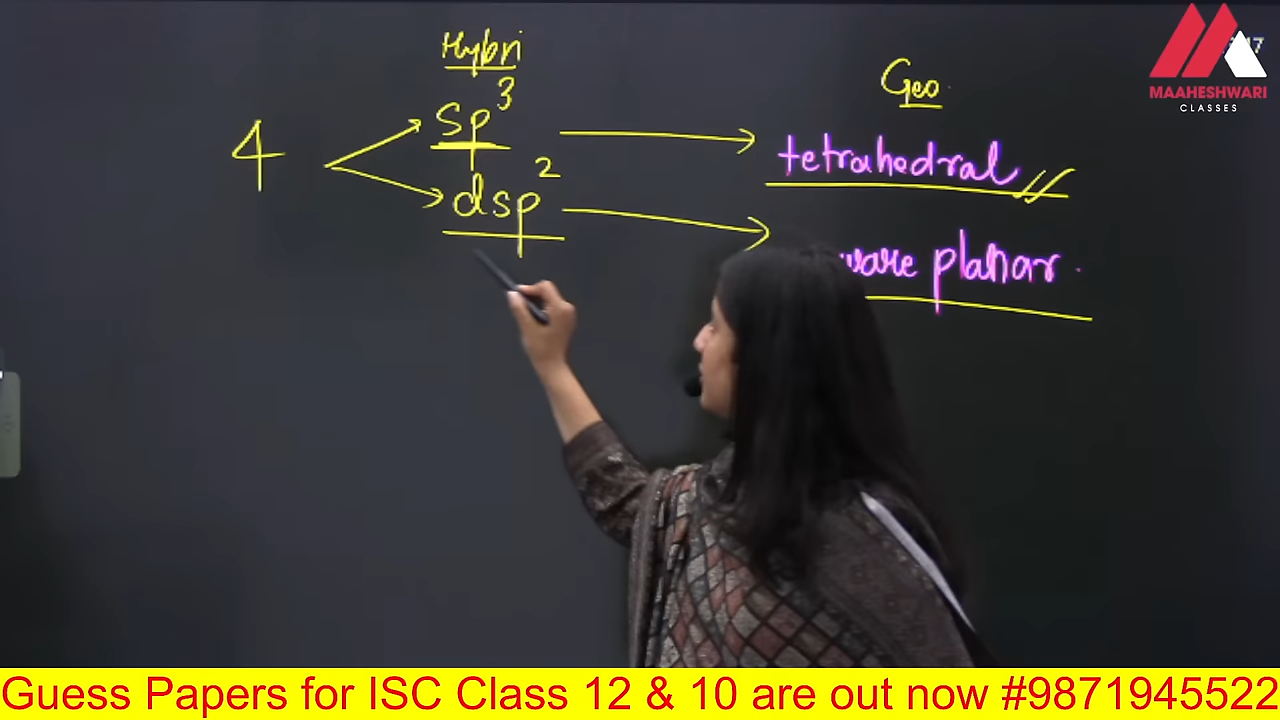 Hybri
Geo.
MAAHESHWARI
CLASSES
4
sp³
tetrahedral
dsp²
planar
Guess Papers for ISC Class 12 & 10 are out now #9871945522